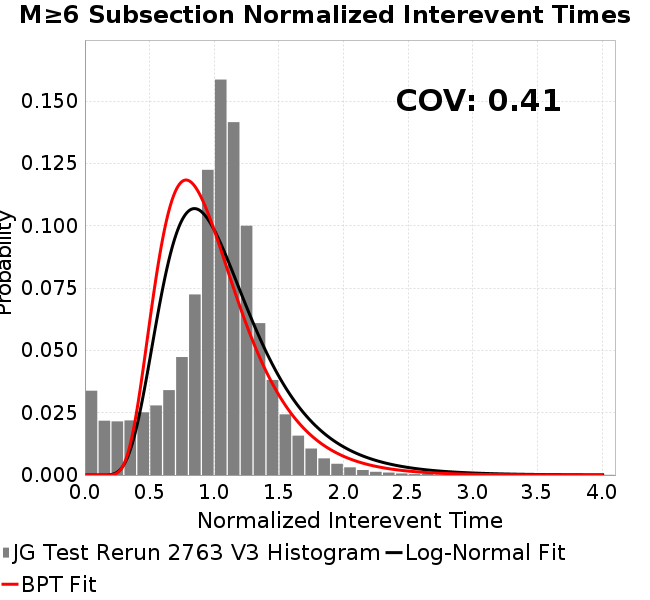 M≥6 Subsection Normalized Interevent Times
COV: 0.41
Probability
0.150
0.125
0.100
0.075
0.050
0.025
0.000
0.0 0.5 1.0 1.5 2.0 2.5 3.0 3.5 4.0
Normalized Interevent Time
JG Test Rerun 2763 V3 Histogram Log-Normal Fit
BPT Fit